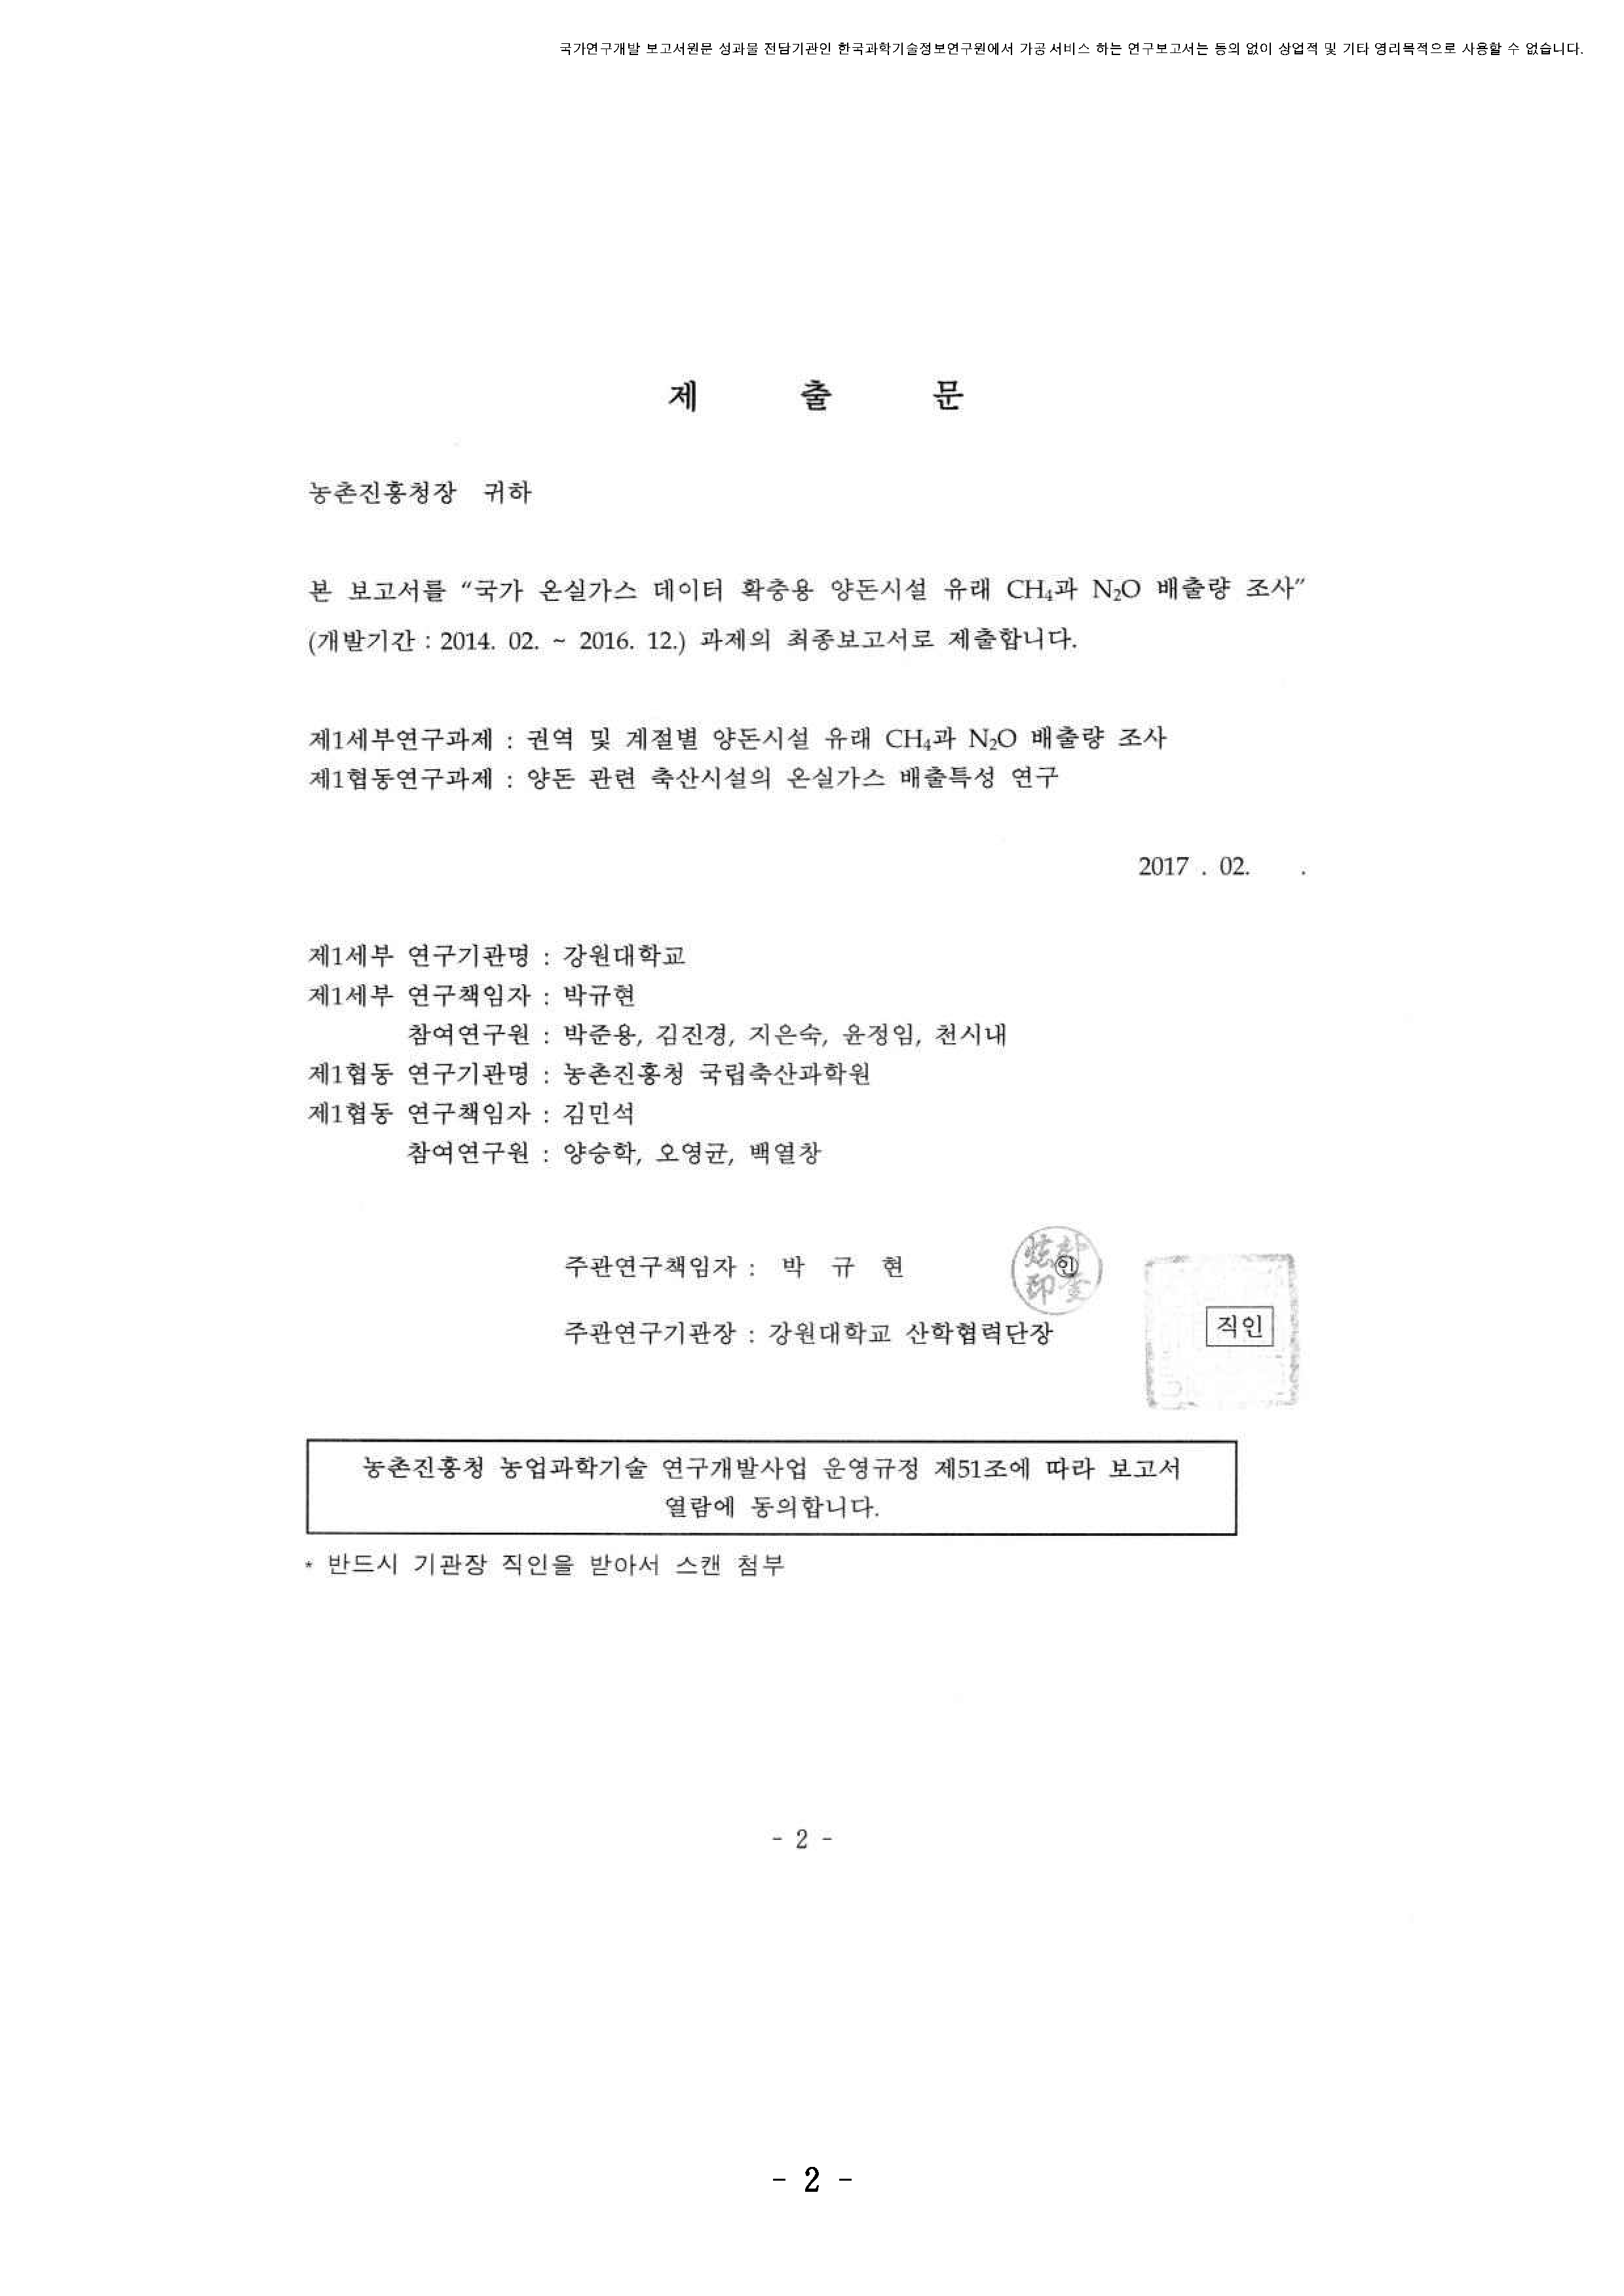 국가연구개발 보고서원문 성과물 전담기관인 한국과학기술정보연구원에서 가공·서비스 하는 연구보고서는 동의 없이 상업적 및 기타 영리목적으로 사용할 수 없습니다.
제 출 문
농촌진흥청장 귀하
본 보고서를 “국가 온실가스 데이터 확충용 양돈시설 유래 CH₄과 N₂O 배출량 조사”
(개발기간 : 2014. 02. ~ 2016. 12.) 과제의 최종보고서로 제출합니다.
제1세부연구과제 : 권역 및 계절별 양돈시설 유래 CH₄과 N₂O 배출량 조사
제1협동연구과제 : 양돈 관련 축산시설의 온실가스 배출특성 연구
2017 . 02. .
제1세부 연구기관명 : 강원대학교
제1세부 연구책임자 : 박규현
참여연구원 : 박준용, 김진경, 지은숙, 윤정임, 천시내
제1협동 연구기관명 : 농촌진흥청 국립축산과학원
제1협동 연구책임자 : 김민석
참여연구원 : 양승학, 오영균, 백열창
주관연구책임자 : 박 규 현 ㊞
주관연구기관장 : 강원대학교 산학협력단장 직인
농촌진흥청 농업과학기술 연구개발사업 운영규정 제51조에 따라 보고서
열람에 동의합니다.
* 반드시 기관장 직인을 받아서 스캔 첨부
- 2 -
- 2 -